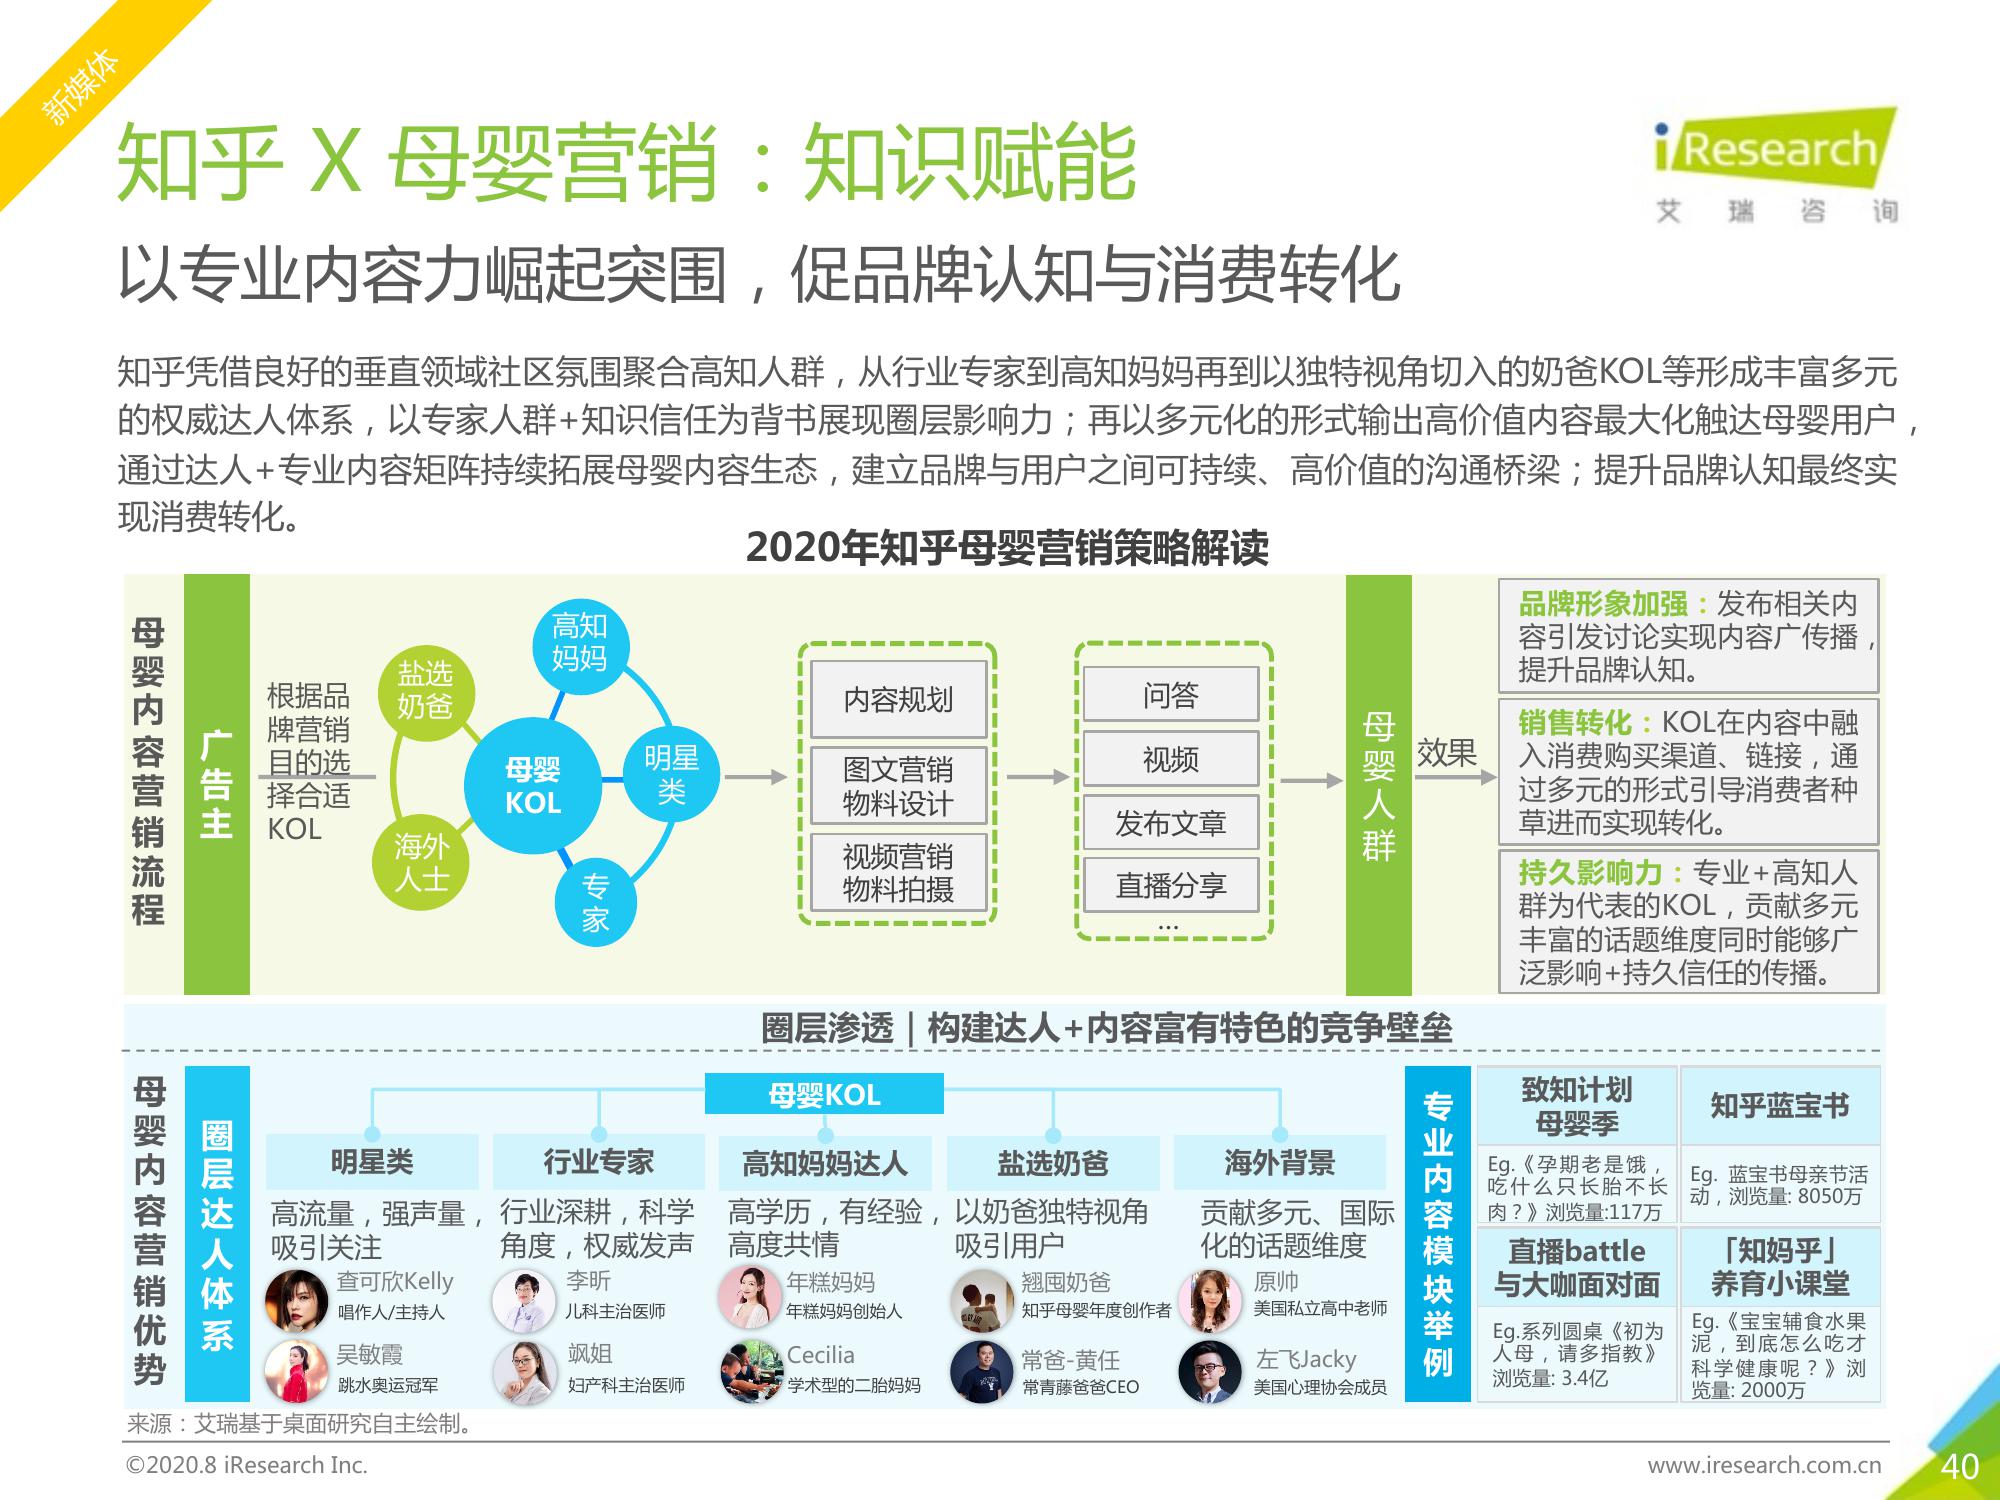 新媒体
知乎 X 母婴营销：知识赋能
iResearch
艾 瑞 咨 询
以专业内容力崛起突围，促品牌认知与消费转化
知乎凭借良好的垂直领域社区氛围聚合高知人群，从行业专家到高知妈妈再到以独特视角切入的奶爸KOL等形成丰富多元
的权威达人体系，以专家人群+知识信任为背书展现圈层影响力；再以多元化的形式输出高价值内容最大化触达母婴用户，
通过达人+专业内容矩阵持续拓展母婴内容生态，建立品牌与用户之间可持续、高价值的沟通桥梁；提升品牌认知最终实
现消费转化。
2020年知乎母婴营销策略解读
母婴内容营销流程
广告主
根据品
牌营销
目的选
择合适
KOL
盐选
奶爸
海外
人士
高知
妈妈
母婴
KOL
明星
类
专
家
内容规划
图文营销
物料设计
视频营销
物料拍摄
问答
视频
发布文章
直播分享
...
母婴人群
效果
品牌形象加强：发布相关内
容引发讨论实现内容广传播，
提升品牌认知。
销售转化：KOL在内容中融
入消费购买渠道、链接，通
过多元的形式引导消费者种
草进而实现转化。
持久影响力：专业+高知人
群为代表的KOL，贡献多元
丰富的话题维度同时能够广
泛影响+持久信任的传播。
圈层渗透｜构建达人+内容富有特色的竞争壁垒
母婴内容营销优势
圈层达人体系
母婴KOL
明星类
高流量，强声量，
吸引关注
查可欣Kelly
唱作人/主持人
吴敏霞
跳水奥运冠军
行业专家
行业深耕，科学
角度，权威发声
李昕
儿科主治医师
飒姐
妇产科主治医师
高知妈妈达人
高学历，有经验，
高度共情
年糕妈妈
年糕妈妈创始人
Cecilia
学术型的二胎妈妈
盐选奶爸
以奶爸独特视角
吸引用户
翘囤奶爸
知乎母婴年度创作者
常爸-黄任
常青藤爸爸CEO
海外背景
贡献多元、国际
化的话题维度
原帅
美国私立高中老师
左飞Jacky
美国心理协会成员
专业内容模块举例
致知计划
母婴季
Eg.《孕期老是饿，
吃什么只长胎不长
肉？》浏览量:117万
知乎蓝宝书
Eg. 蓝宝书母亲节活
动，浏览量: 8050万
直播battle
与大咖面对面
Eg.系列圆桌《初为
人母，请多指教》
浏览量: 3.4亿
「知妈乎」
养育小课堂
Eg.《宝宝辅食水果
泥，到底怎么吃才
科学健康呢？》浏
览量: 2000万
来源：艾瑞基于桌面研究自主绘制。
©2020.8 iResearch Inc.
www.iresearch.com.cn
40